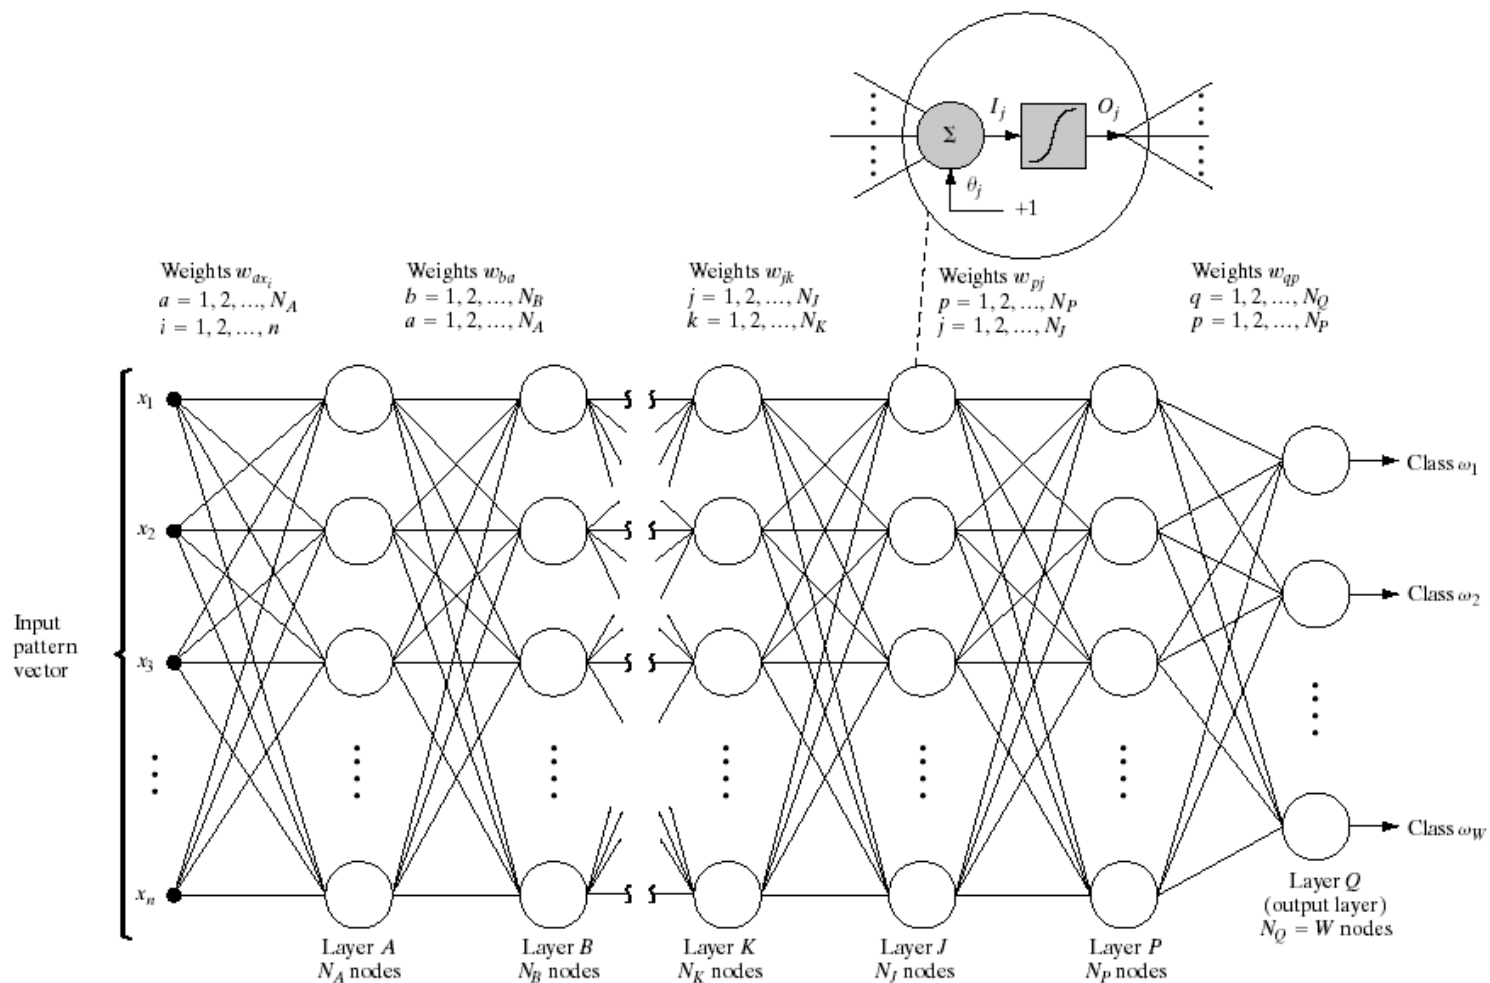 Σ
I_j
O_j
θ_j
+1
Weights w_{ax_i}
a = 1, 2, ..., N_A
i = 1, 2, ..., n
Weights w_{ba}
b = 1, 2, ..., N_B
a = 1, 2, ..., N_A
Weights w_{jk}
j = 1, 2, ..., N_J
k = 1, 2, ..., N_K
Weights w_{pj}
p = 1, 2, ..., N_P
j = 1, 2, ..., N_J
Weights w_{qp}
q = 1, 2, ..., N_Q
p = 1, 2, ..., N_P
Input
pattern
vector
x_1
x_2
x_3
x_n
Class ω_1
Class ω_2
Class ω_W
Layer A
N_A nodes
Layer B
N_B nodes
Layer K
N_K nodes
Layer J
N_J nodes
Layer P
N_P nodes
Layer Q
(output layer)
N_Q = W nodes